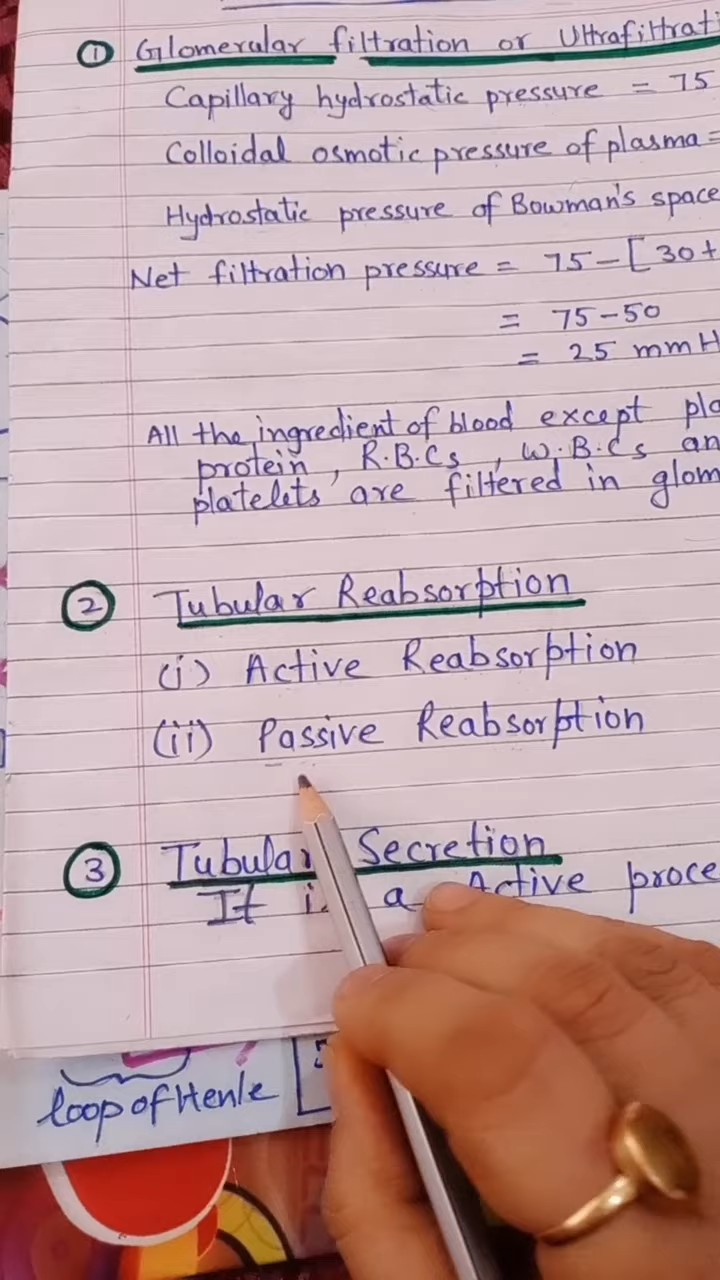 ① Glomerular filtration or Ultrafiltrati
Capillary hydrostatic pressure = 75
Colloidal osmotic pressure of plasma =
Hydrostatic pressure of Bowman's space
Net filtration pressure = 75-[30+
= 75-50
= 25 mmH
All the ingredient of blood except pla
protein, R.B.Cs, W.B.Cs an
platelets are filtered in glom
② Tubular Reabsorption
(i) Active Reabsorption
(ii) Passive Reabsorption
③ Tubular Secretion
It is a Active proce
loop of Henle